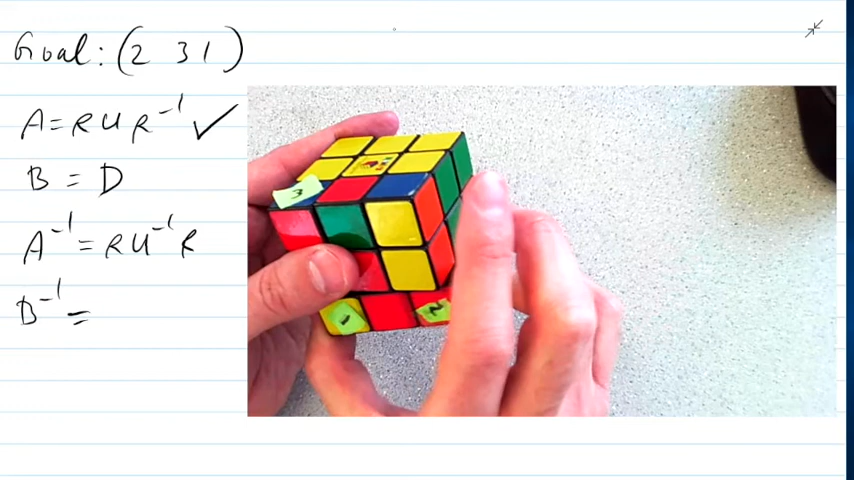 Goal: (2 3 1)
A = R U R⁻¹ ✓
B = D
A⁻¹ = R U⁻¹ R
B⁻¹ =
3
1
2